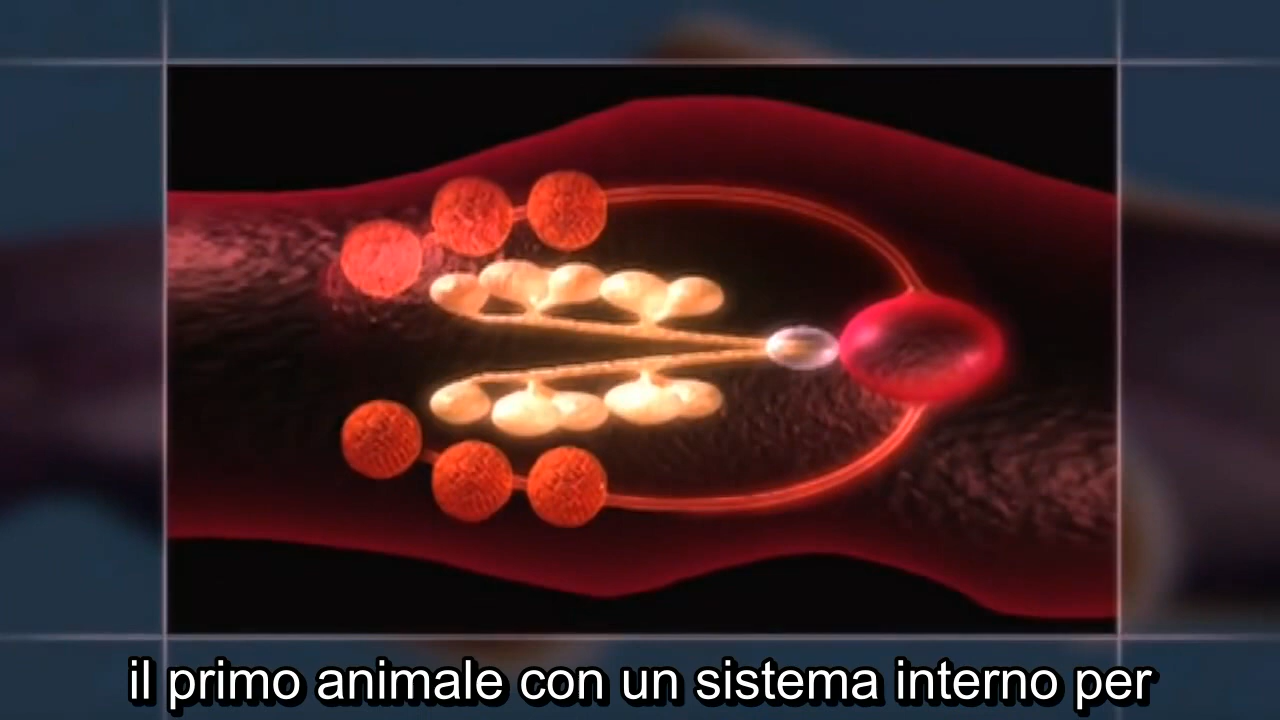 il primo animale con un sistema interno per